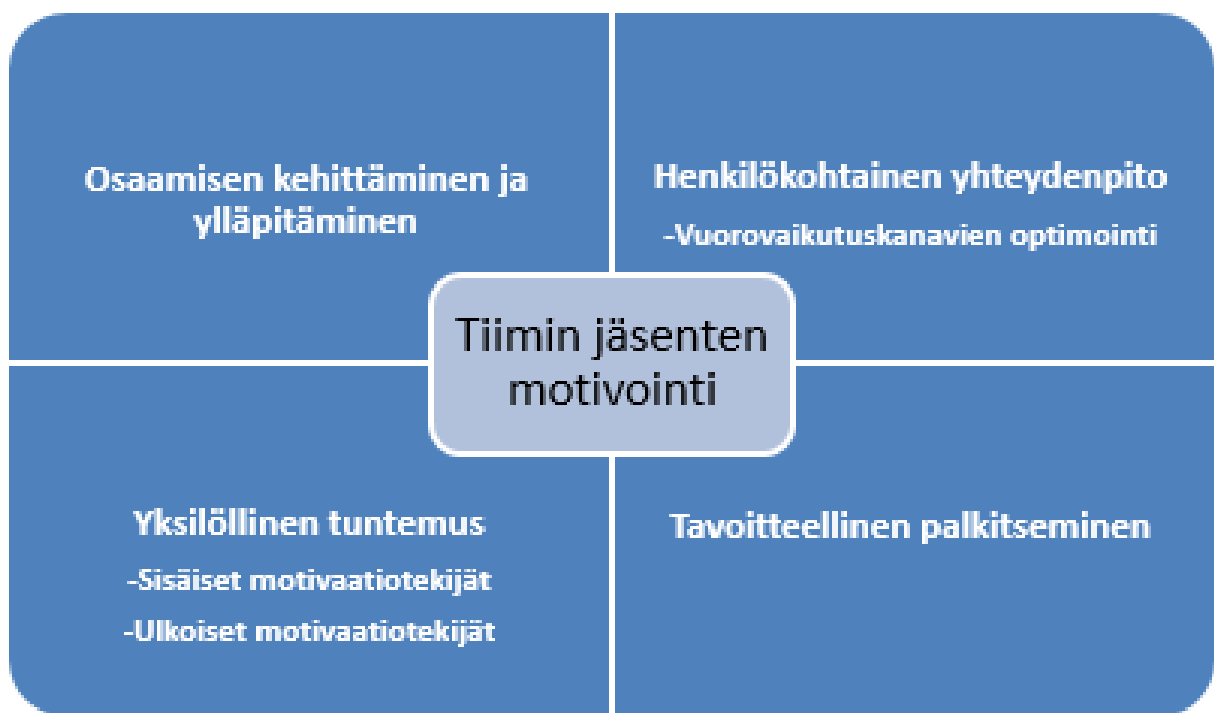 Osaamisen kehittäminen ja
ylläpitäminen
Henkilökohtainen yhteydenpito
-Vuorovaikutuskanavien optimointi
Tiimin jäsenten
motivointi
Yksilöllinen tuntemus
-Sisäiset motivaatiotekijät
-Ulkoiset motivaatiotekijät
Tavoitteellinen palkitseminen